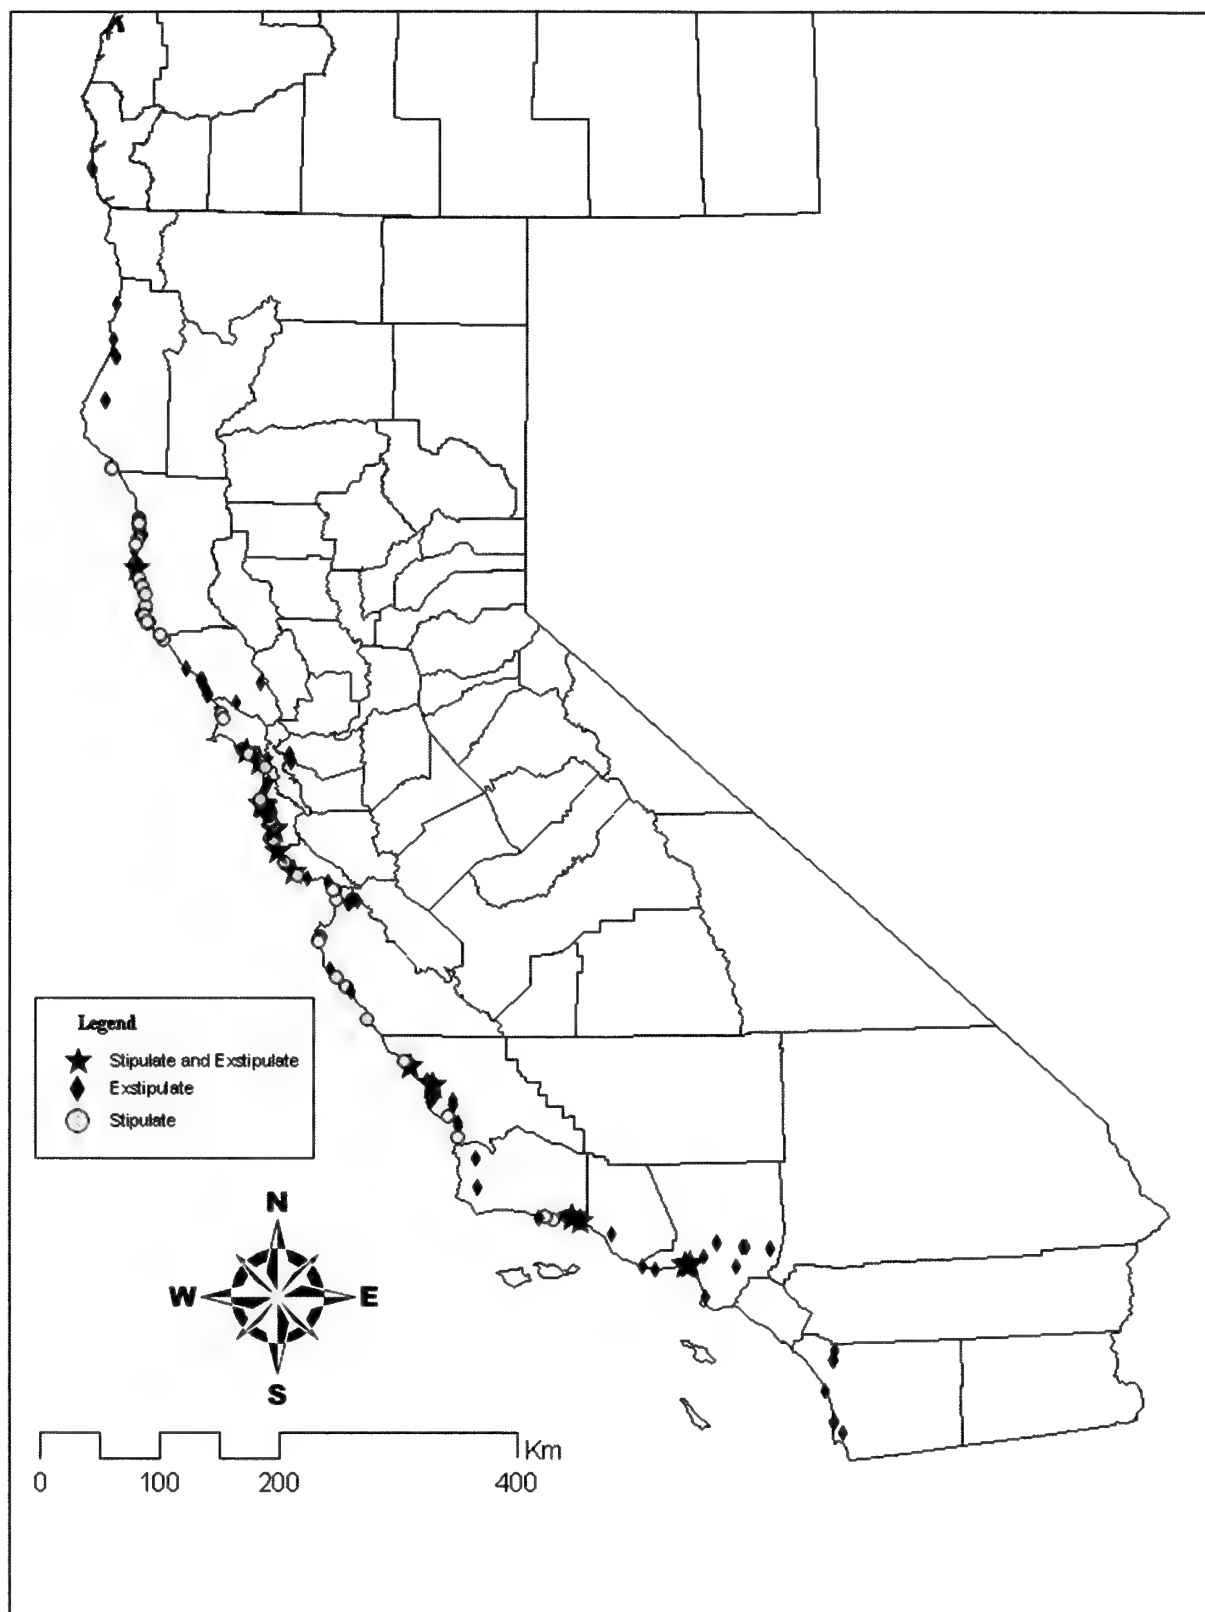 Legend
Stipulate and Exstipulate
Exstipulate
Stipulate
N
W E
S
Km
0 100 200 400